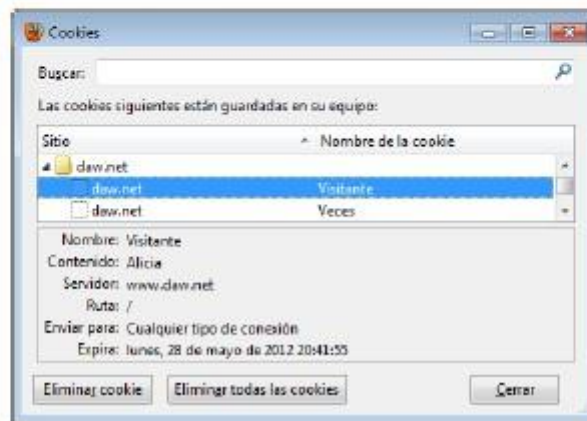 Cookies
Buscar:
Las cookies siguientes están guardadas en su equipo:
Sitio Nombre de la cookie
daw.net
daw.net Visitante
daw.net Veces
Nombre: Visitante
Contenido: Alicia
Servidor: www.daw.net
Ruta: /
Enviar para: Cualquier tipo de conexión
Expira: lunes, 28 de mayo de 2012 20:41:55
Eliminar cookie Eliminar todas las cookies Cerrar